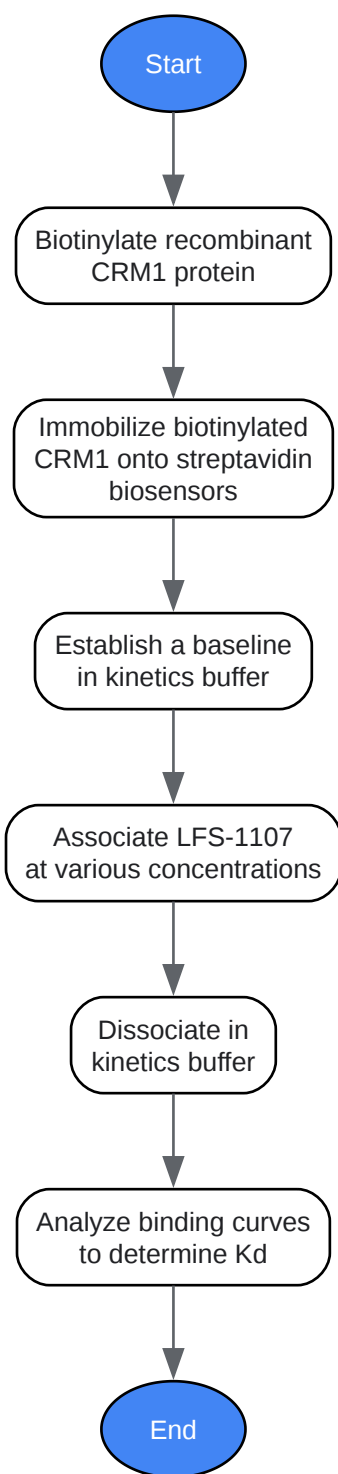 Start
Biotinylate recombinant
CRM1 protein
Immobilize biotinylated
CRM1 onto streptavidin
biosensors
Establish a baseline
in kinetics buffer
Associate LFS-1107
at various concentrations
Dissociate in
kinetics buffer
Analyze binding curves
to determine Kd
End